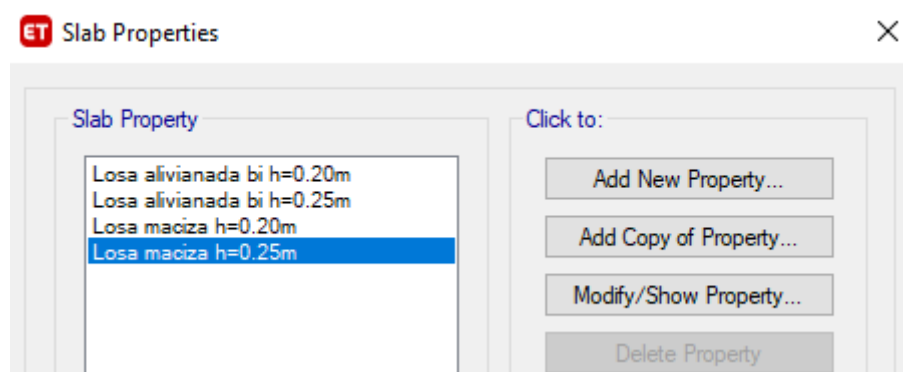 ET Slab Properties
Slab Property
Losa alivianada bi h=0.20m
Losa alivianada bi h=0.25m
Losa maciza h=0.20m
Losa maciza h=0.25m
Click to:
Add New Property...
Add Copy of Property...
Modify/Show Property...
Delete Property